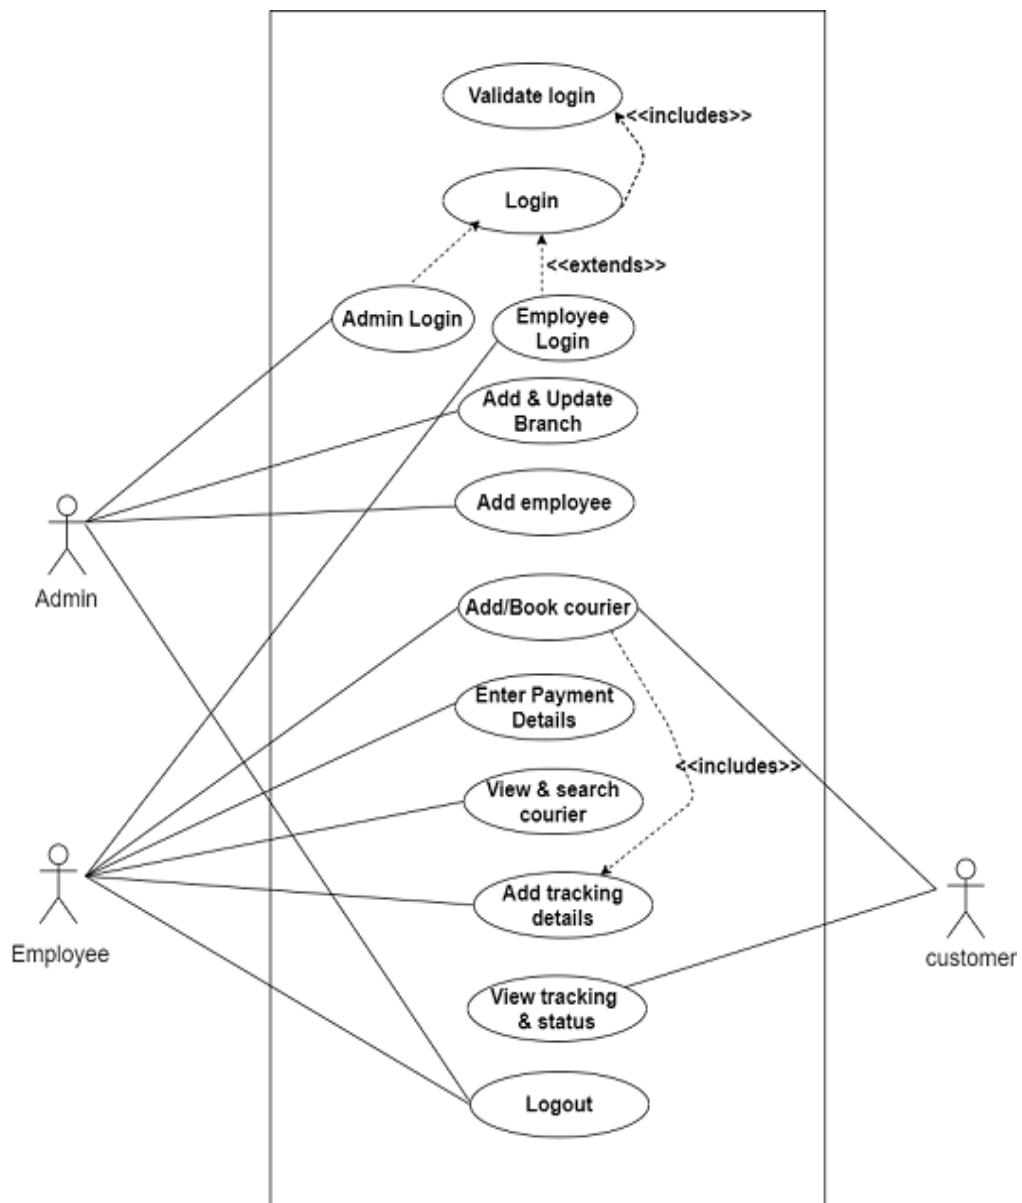 Validate login
<<includes>>
Login
<<extends>>
Admin Login
Employee
Login
Add & Update
Branch
Add employee
Admin
Add/Book courier
Enter Payment
Details
<<includes>>
View & search
courier
Add tracking
details
Employee
customer
View tracking
& status
Logout